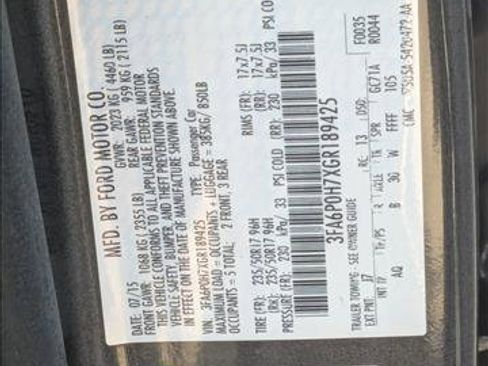 MFD. BY FORD MOTOR CO.
DATE: 07/15 GVWR: 2023 KG ( 4460 LB)
FRONT GAWR: 1068 KG ( 2355 LB) REAR GAWR: 959 KG ( 2115 LB)
THIS VEHICLE CONFORMS TO ALL APPLICABLE FEDERAL MOTOR
VEHICLE SAFETY, BUMPER, AND THEFT PREVENTION STANDARDS
IN EFFECT ON THE DATE OF MANUFACTURE SHOWN ABOVE.
VIN: 3FA6P0H7XGR189425 TYPE: Passenger Car
MAXIMUM LOAD = OCCUPANTS + LUGGAGE = 385KG/ 850LB
OCCUPANTS = 5 TOTAL: 2 FRONT; 3 REAR
TIRE (FR): 235/50R17 96H RIMS (FR): 17x7.5J
(RR): 235/50R17 96H (RR): 17x7.5J
PRESSURE (FR): 230 kPa/ 33 PSI COLD (RR): 230 kPa/ 33 PSI COLD
3FA6P0H7XGR189425
TRAILER TOWING - SEE OWNER GUIDE
F0035
R0044
EXT PNT: J7 RC: 13 DSO:
INT TR TP/PS R AXLE TR SPR GC71A
AQ B 30 W FFFF 105